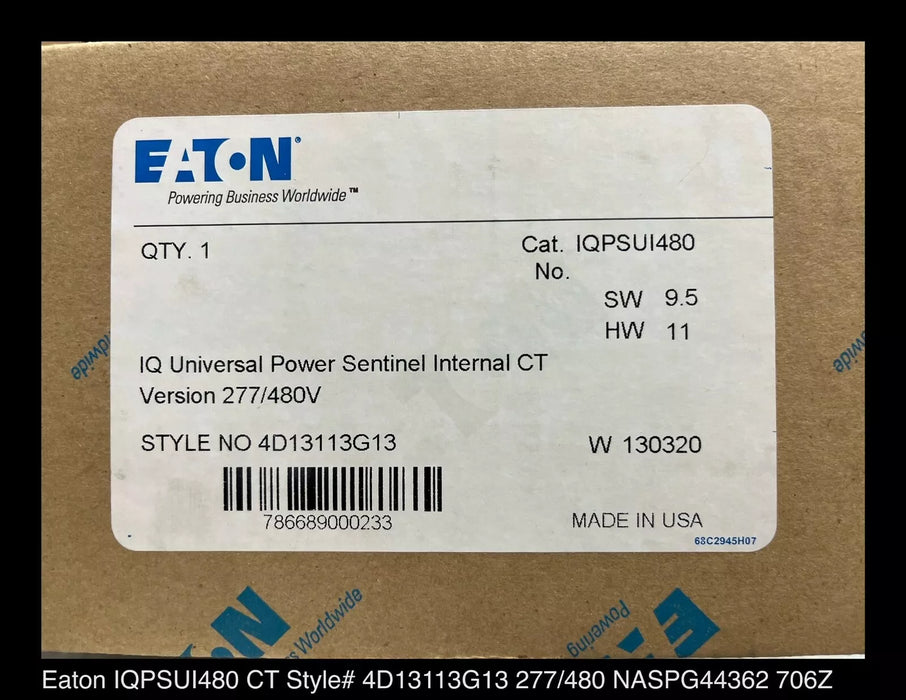 EATON®
Powering Business Worldwide™
QTY. 1
Cat. IQPSUI480
No.
SW 9.5
HW 11
IQ Universal Power Sentinel Internal CT
Version 277/480V
STYLE NO 4D13113G13
W 130320
786689000233
MADE IN USA
68C2945H07
Worldwide
Powering
Eaton IQPSUI480 CT Style# 4D13113G13 277/480 NASPG44362 706Z